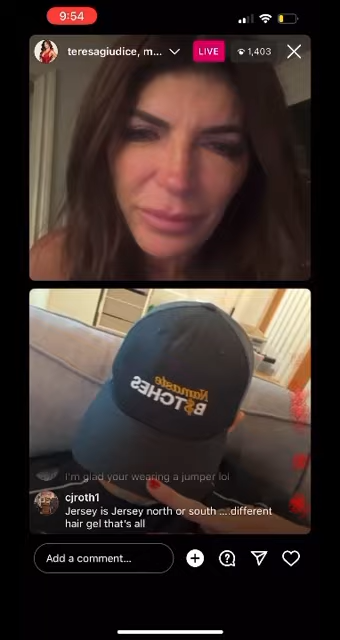 9:54
teresagiudice, m...
LIVE
1,403
Namaste
B$TCHES
I'm glad your wearing a jumper lol
cjroth1
Jersey is Jersey north or south ....different
hair gel that's all
Add a comment...